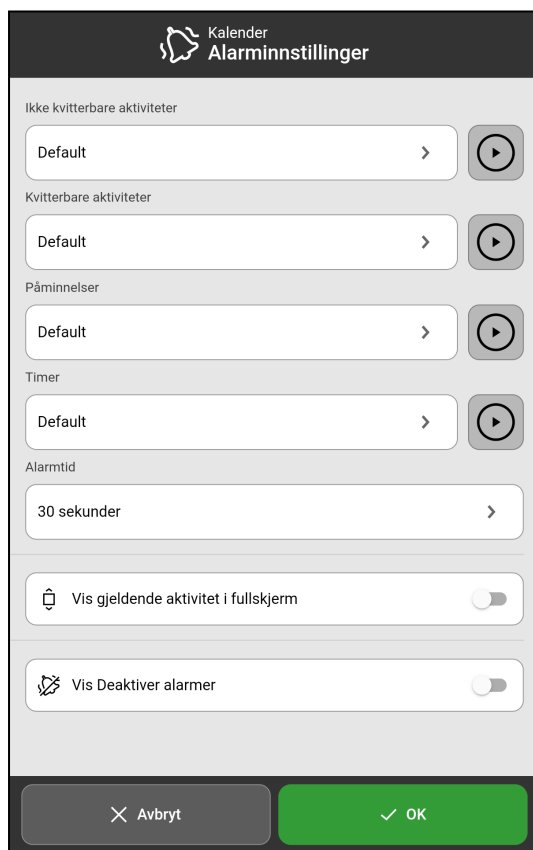 Kalender
Alarminnstillinger
Ikke kvitterbare aktiviteter
Default
Kvitterbare aktiviteter
Default
Påminnelser
Default
Timer
Default
Alarmtid
30 sekunder
Vis gjeldende aktivitet i fullskjerm
Vis Deaktiver alarmer
Avbryt
OK